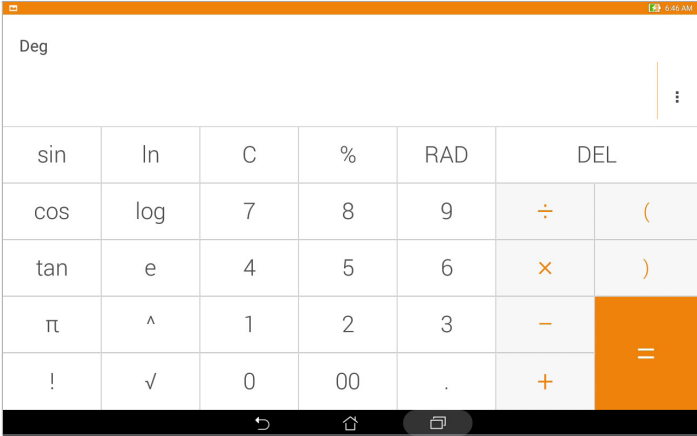 6:46 AM
Deg
sin ln C % RAD DEL
cos log 7 8 9 ÷ (
tan e 4 5 6 × )
π ^ 1 2 3 −
! √ 0 00 . + =